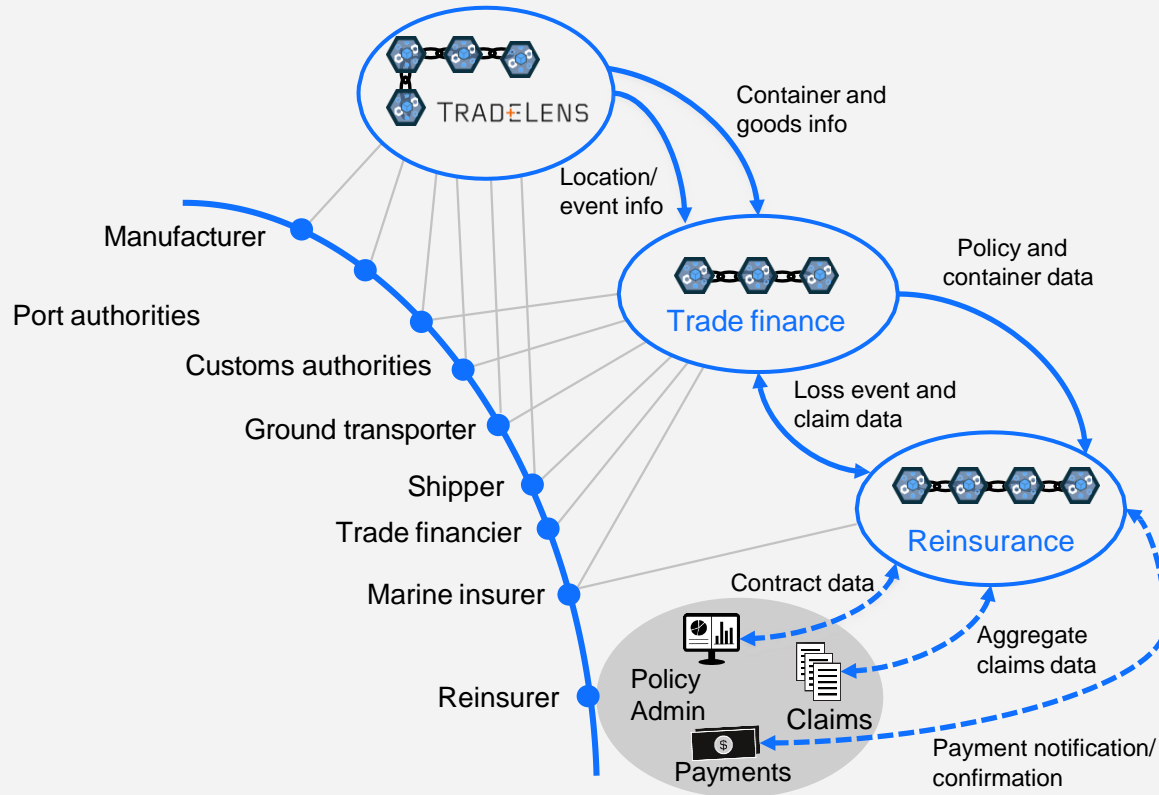 TRADELENS
Container and
goods info
Location/
event info
Manufacturer
Policy and
container data
Port authorities
Trade finance
Customs authorities
Loss event and
claim data
Ground transporter
Shipper
Trade financier
Reinsurance
Marine insurer
Contract data
Aggregate
claims data
Reinsurer
Policy
Admin
Claims
$
Payments
Payment notification/
confirmation